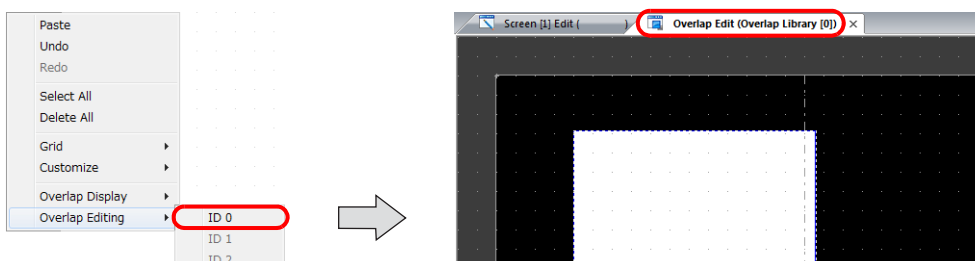 Paste
Undo
Redo
Select All
Delete All
Grid
Customize
Overlap Display
Overlap Editing
ID 0
ID 1
ID 2
Screen [1] Edit ( )
Overlap Edit (Overlap Library [0])